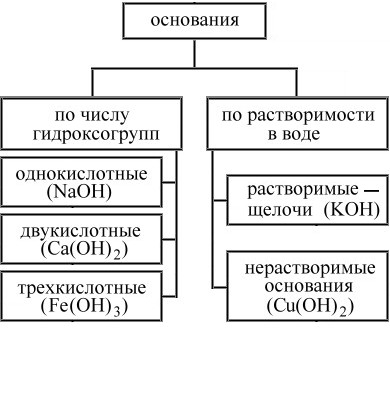 основания
по числу
гидроксогрупп
однокислотные
(NaOH)
двукислотные
(Ca(OH)₂)
трехкислотные
(Fe(OH)₃)
по растворимости
в воде
растворимые —
щелочи (KOH)
нерастворимые
основания
(Cu(OH)₂)